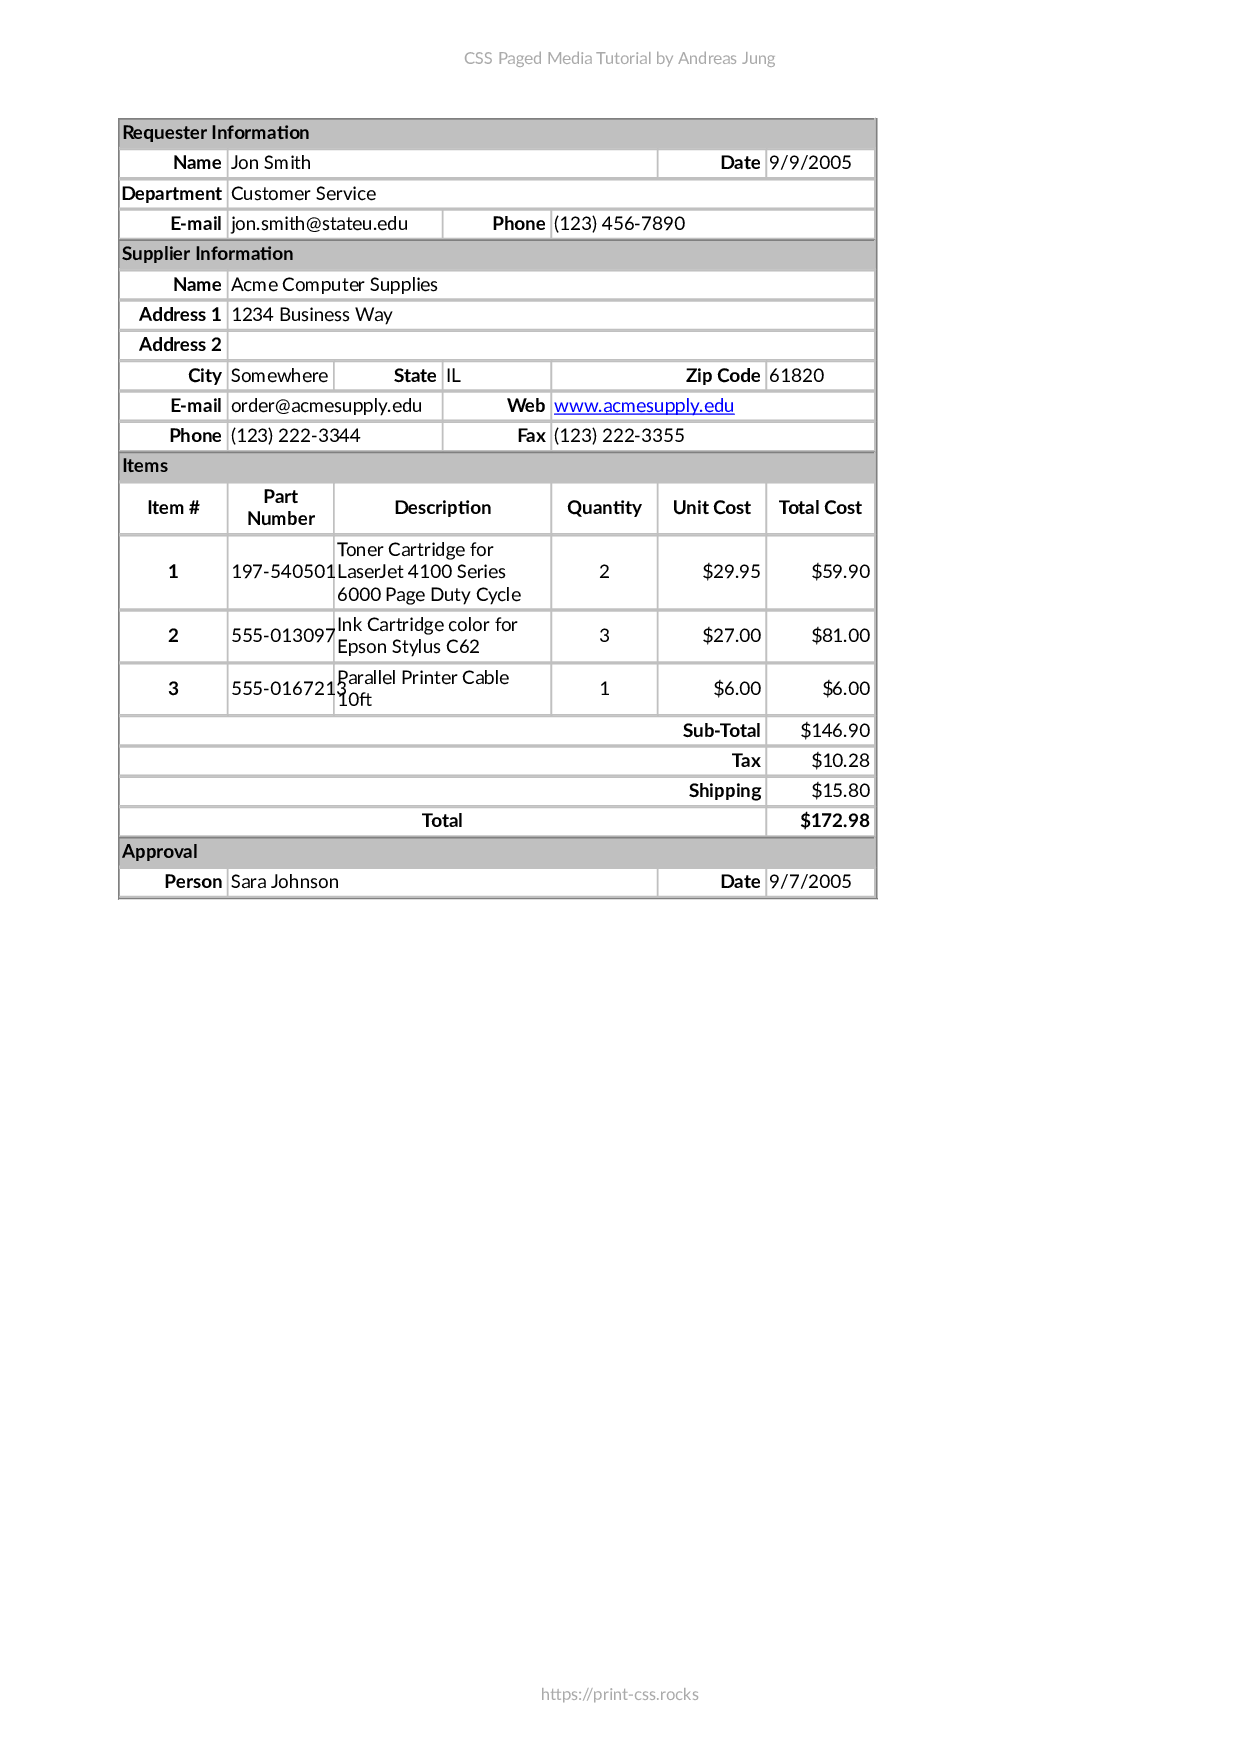 CSS Paged Media Tutorial by Andreas Jung
Requester Information
Name Jon Smith Date 9/9/2005
Department Customer Service
E-mail jon.smith@stateu.edu Phone (123) 456-7890
Supplier Information
Name Acme Computer Supplies
Address 1 1234 Business Way
Address 2
City Somewhere State IL Zip Code 61820
E-mail order@acmesupply.edu Web www.acmesupply.edu
Phone (123) 222-3344 Fax (123) 222-3355
Items
Item # Part Number Description Quantity Unit Cost Total Cost
1 197-540501 Toner Cartridge for
LaserJet 4100 Series
6000 Page Duty Cycle 2 $29.95 $59.90
2 555-013097 Ink Cartridge color for
Epson Stylus C62 3 $27.00 $81.00
3 555-0167213 Parallel Printer Cable
10ft 1 $6.00 $6.00
Sub-Total $146.90
Tax $10.28
Shipping $15.80
Total $172.98
Approval
Person Sara Johnson Date 9/7/2005
https://print-css.rocks